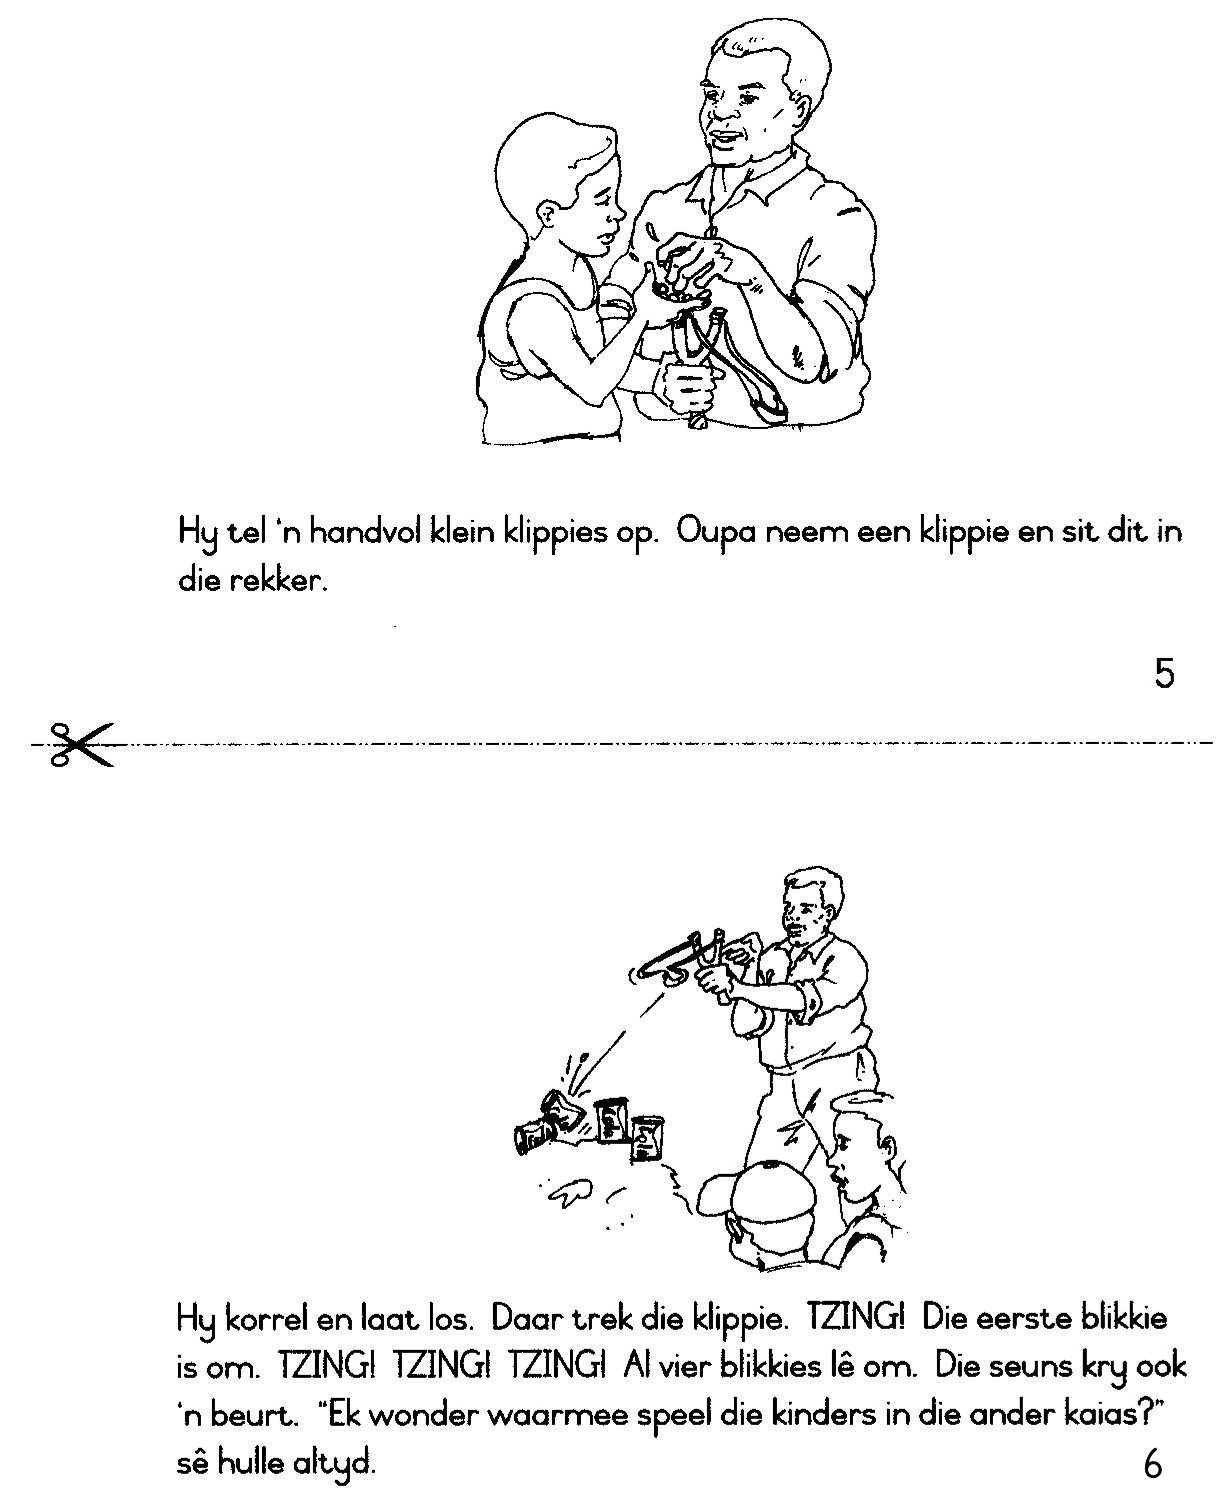 Hy tel 'n handvol klein klippies op. Oupa neem een klippie en sit dit in
die rekker.
5
Hy korrel en laat los. Daar trek die klippie. TZING! Die eerste blikkie
is om. TZING! TZING! TZING! Al vier blikkies lê om. Die seuns kry ook
'n beurt. "Ek wonder waarmee speel die kinders in die ander kaias?"
sê hulle altyd.
6